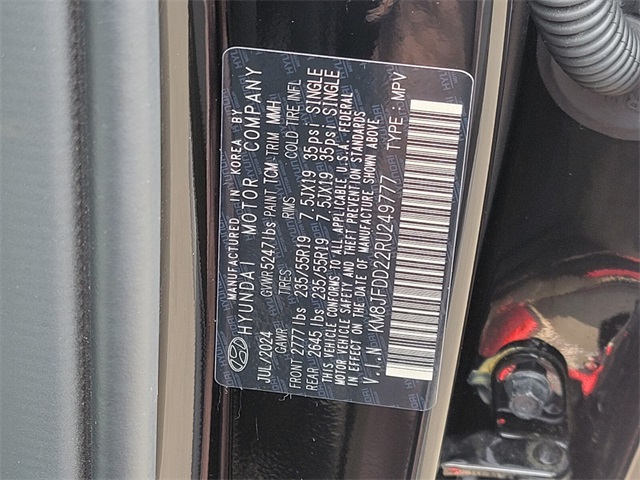 MANUFACTURED IN KOREA BY
HYUNDAI MOTOR COMPANY
JUL/2024 GVWR 5247 lbs PAINT TCM - TRIM MMH
GAWR TIRES RIMS COLD TIRE INFL
FRONT 2777 lbs 235/55R19 7.5JX19 35psi SINGLE
REAR 2645 lbs 235/55R19 7.5JX19 35psi SINGLE
THIS VEHICLE CONFORMS TO ALL APPLICABLE U.S.A. FEDERAL
MOTOR VEHICLE SAFETY AND THEFT PREVENTION STANDARDS
IN EFFECT ON THE DATE OF MANUFACTURE SHOWN ABOVE.
V.I.N KM8JFDD22RU249777 TYPE : MPV